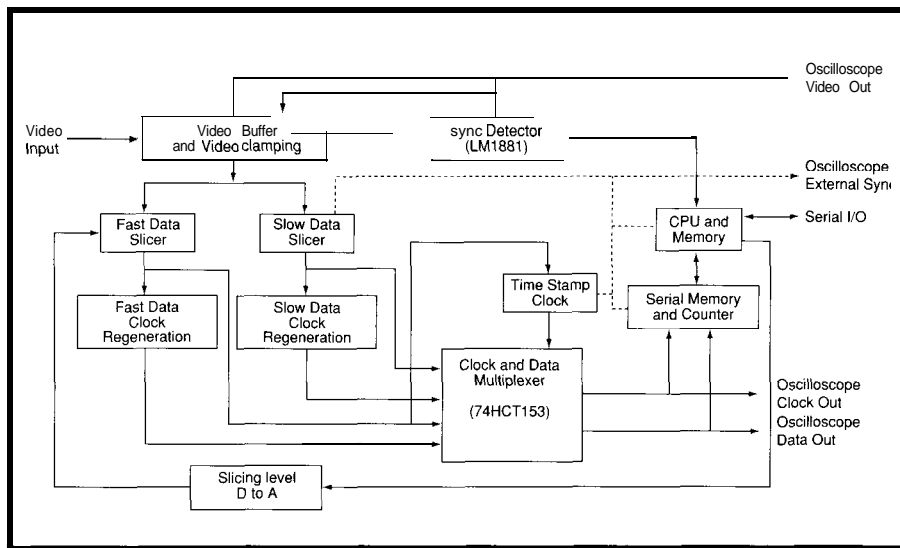 Oscilloscope
Video Out
Video
Input
Video Buffer
and Video clamping
sync Detector
(LM1881)
Oscilloscope
External Sync
Serial I/O
Fast Data
Slicer
Slow Data
Slicer
CPU and
Memory
Time Stamp
Clock
Serial Memory
and Counter
Fast Data
Clock
Regeneration
Slow Data
Clock
Regeneration
Clock and Data
Multiplexer
(74HCT153)
Oscilloscope
Clock Out
Oscilloscope
Data Out
Slicing level
D to A